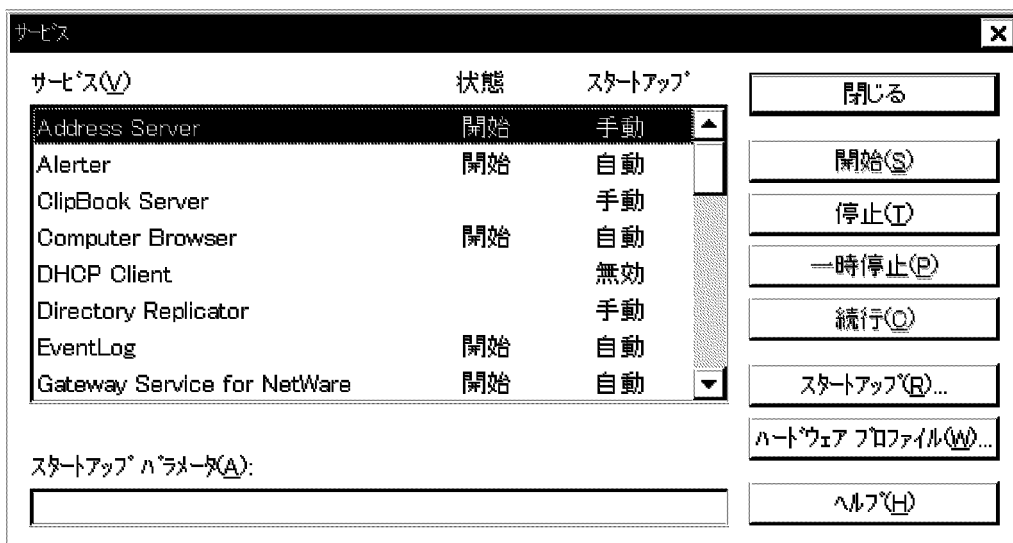 サービス
サービス(V) 状態 スタートアップ
Address Server 開始 手動
Alerter 開始 自動
ClipBook Server 手動
Computer Browser 開始 自動
DHCP Client 無効
Directory Replicator 手動
EventLog 開始 自動
Gateway Service for NetWare 開始 自動
スタートアップ パラメータ(A):
閉じる
開始(S)
停止(T)
一時停止(P)
続行(C)
スタートアップ(R)...
ハードウェア プロファイル(W)...
ヘルプ(H)